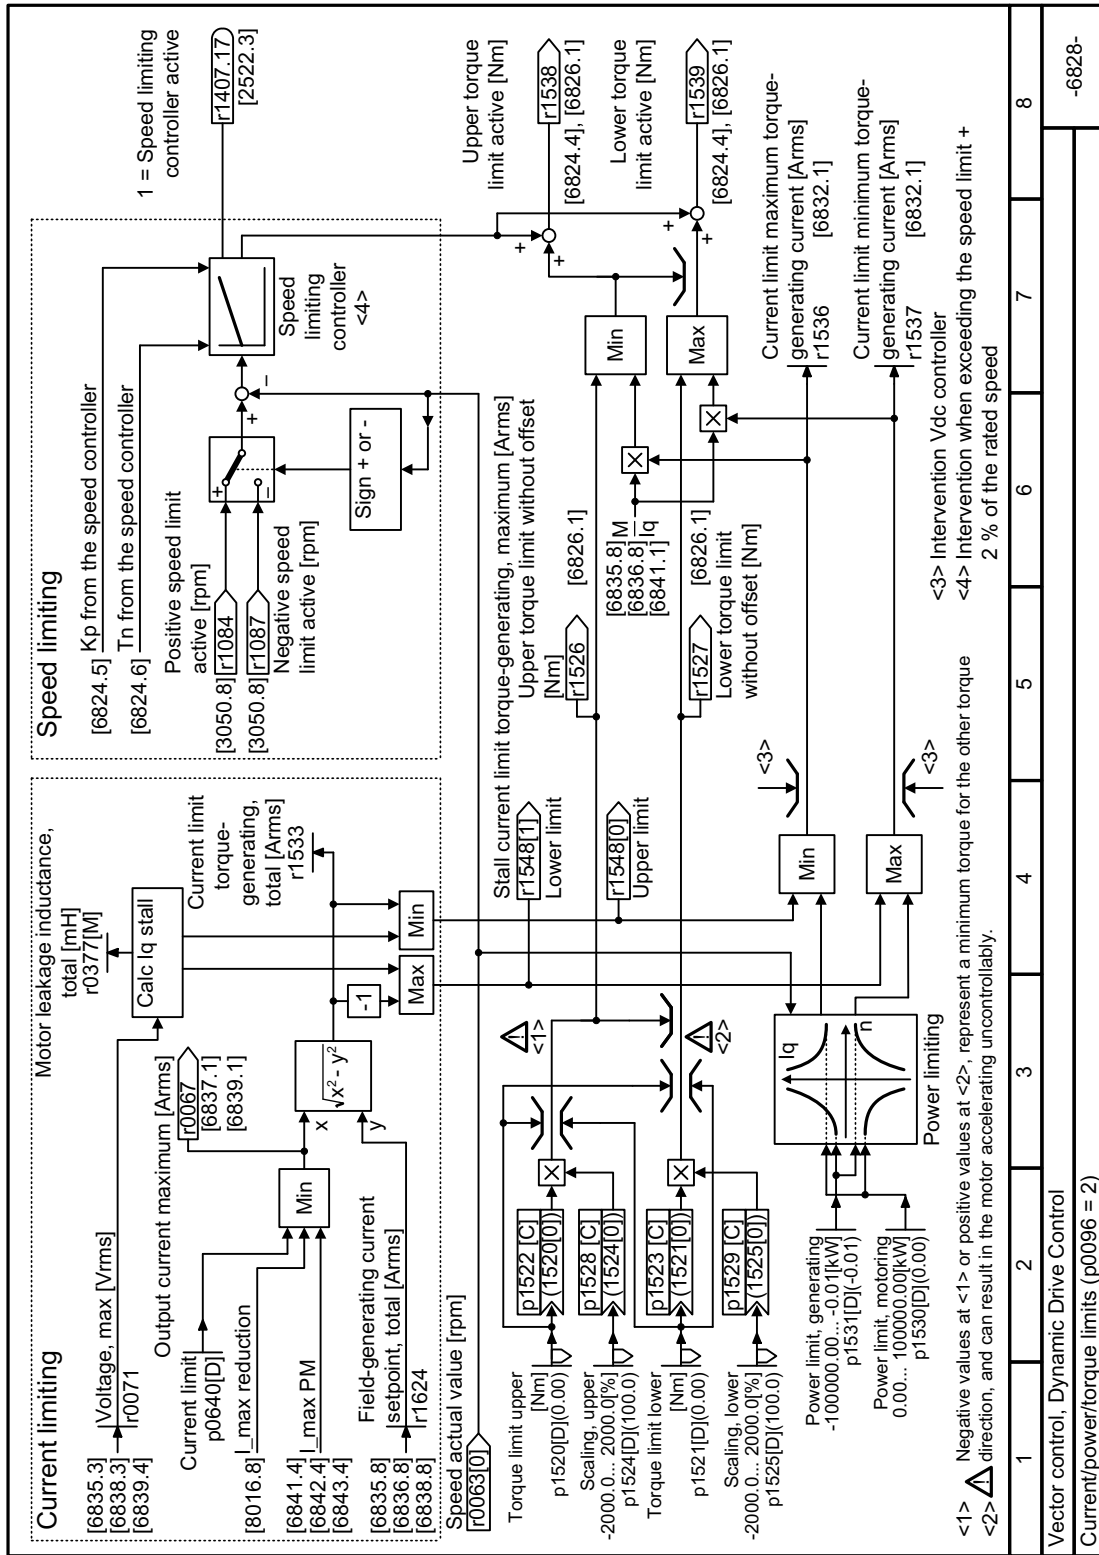 Current limiting
[6835.3]
[6838.3]
[6839.4]
Voltage, max [Vrms]
r0071
Current limit
p0640[D]
[8016.8]
I_max reduction
[6841.4]
[6842.4]
[6843.4]
I_max PM
[6835.8]
[6836.8]
[6838.8]
Field-generating current
setpoint, total [Arms]
r1624
Output current maximum [Arms]
r0067
[6837.1]
[6839.1]
Min
x
y
√x² - y²
Motor leakage inductance,
total [mH]
r0377[M]
Calc Iq stall
Current limit
torque-
generating,
total [Arms]
r1533
-1
Max
Min
Speed limiting
[6824.5]
Kp from the speed controller
[6824.6]
Tn from the speed controller
Positive speed limit
active [rpm]
[3050.8]
r1084
[3050.8]
r1087
Negative speed
limit active [rpm]
+
–
Sign + or -
+
–
Speed
limiting
controller
<4>
1 = Speed limiting
controller active
r1407.17
[2522.3]
Speed actual value [rpm]
r0063[0]
Stall current limit torque-generating, maximum [Arms]
r1548[1]
Lower limit
r1548[0]
Upper limit
Upper torque limit without offset
[Nm]
r1526
[6826.1]
[6835.8]
[6836.8]
[6841.1]
M
Iq
r1527
[6826.1]
Lower torque limit
without offset [Nm]
Min
Max
+
+
+
+
Upper torque
limit active [Nm]
r1538
[6824.4], [6826.1]
Lower torque
limit active [Nm]
r1539
[6824.4], [6826.1]
Torque limit upper
[Nm]
p1520[D](0.00)
p1522 [C]
(1520[0])
Scaling, upper
-2000.0... 2000.0[%]
p1524[D](100.0)
p1528 [C]
(1524[0])
Torque limit lower
[Nm]
p1521[D](0.00)
p1523 [C]
(1521[0])
Scaling, lower
-2000.0... 2000.0[%]
p1525[D](100.0)
p1529 [C]
(1525[0])
<1>
<2>
Power limit, generating
-100000.00... -0.01[kW]
p1531[D](-0.01)
Power limit, motoring
0.00... 100000.00[kW]
p1530[D](0.00)
Iq
n
Power limiting
Min
Max
<3>
<3>
Current limit maximum torque-
generating current [Arms]
r1536 [6832.1]
Current limit minimum torque-
generating current [Arms]
r1537 [6832.1]
<1> Negative values at <1> or positive values at <2>, represent a minimum torque for the other torque
<2> direction, and can result in the motor accelerating uncontrollably.
<3> Intervention Vdc controller
<4> Intervention when exceeding the speed limit +
2 % of the rated speed
1 2 3 4 5 6 7 8
Vector control, Dynamic Drive Control
Current/power/torque limits (p0096 = 2)
-6828-